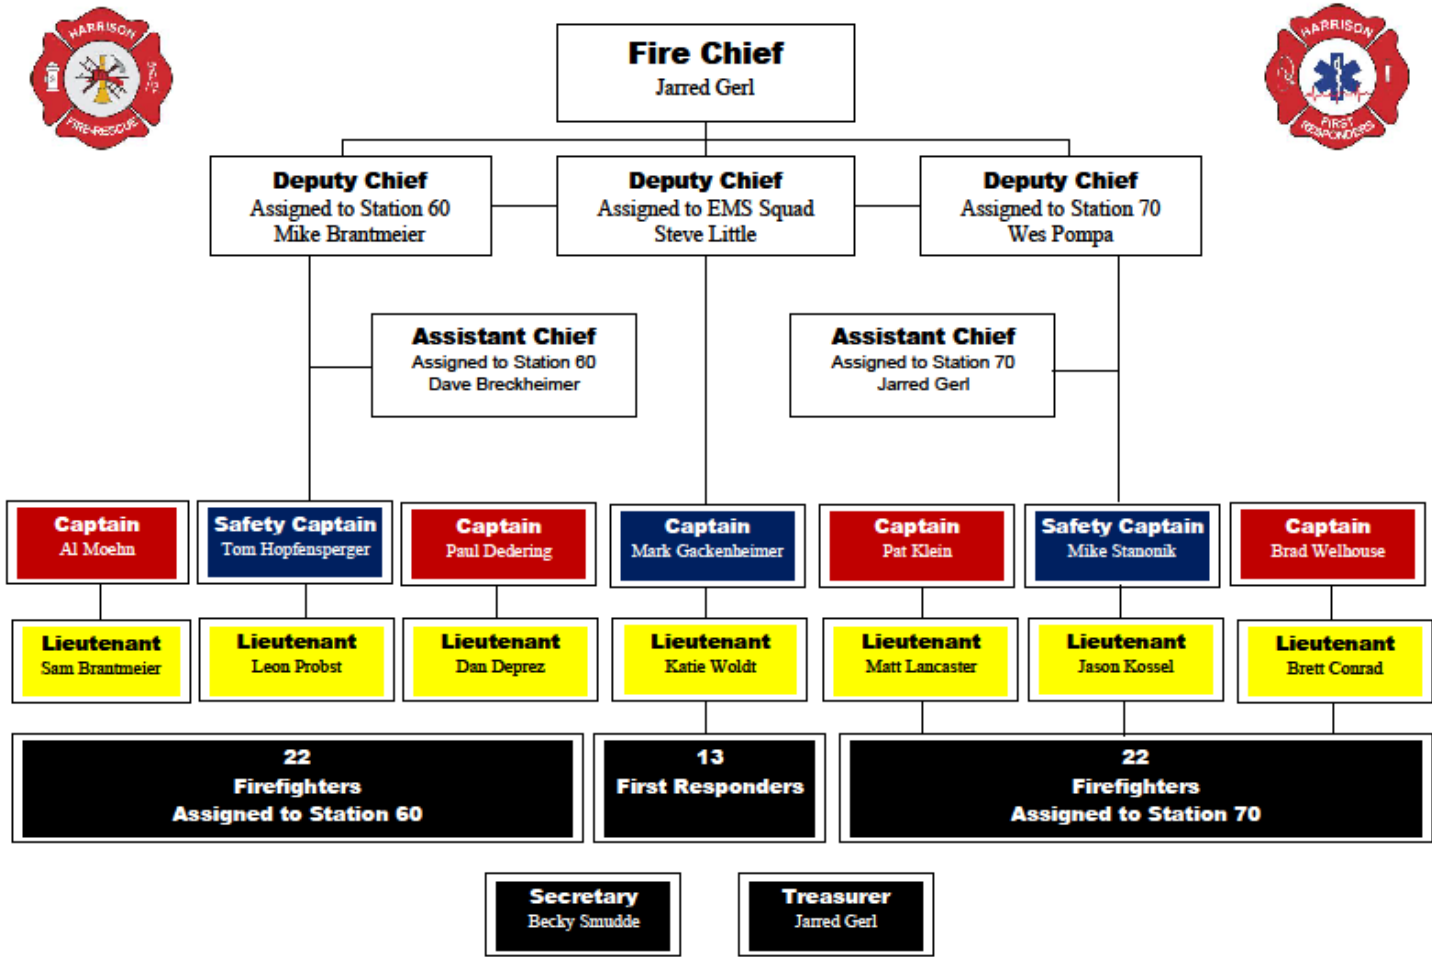 HARRISON
FIRE-RESCUE
HARRISON
FIRST
RESPONDERS
Fire Chief
Jarred Gerl
Deputy Chief
Assigned to Station 60
Mike Brantmeier
Deputy Chief
Assigned to EMS Squad
Steve Little
Deputy Chief
Assigned to Station 70
Wes Pompa
Assistant Chief
Assigned to Station 60
Dave Breckheimer
Assistant Chief
Assigned to Station 70
Jarred Gerl
Captain
Al Moehn
Safety Captain
Tom Hopfensperger
Captain
Paul Dedering
Captain
Mark Gackenheimer
Captain
Pat Klein
Safety Captain
Mike Stanonik
Captain
Brad Welhouse
Lieutenant
Sam Brantmeier
Lieutenant
Leon Probst
Lieutenant
Dan Deprez
Lieutenant
Katie Woldt
Lieutenant
Matt Lancaster
Lieutenant
Jason Kossel
Lieutenant
Brett Conrad
22
Firefighters
Assigned to Station 60
13
First Responders
22
Firefighters
Assigned to Station 70
Secretary
Becky Smudde
Treasurer
Jarred Gerl